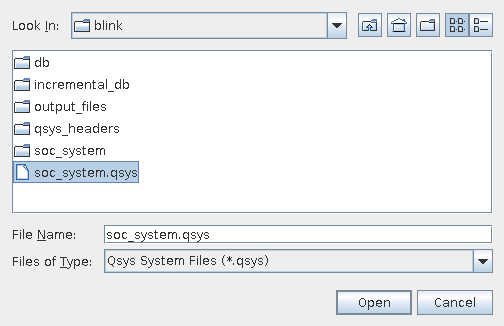 Look In: blink
db
incremental_db
output_files
qsys_headers
soc_system
soc_system.qsys
File Name: soc_system.qsys
Files of Type: Qsys System Files (*.qsys)
Open Cancel